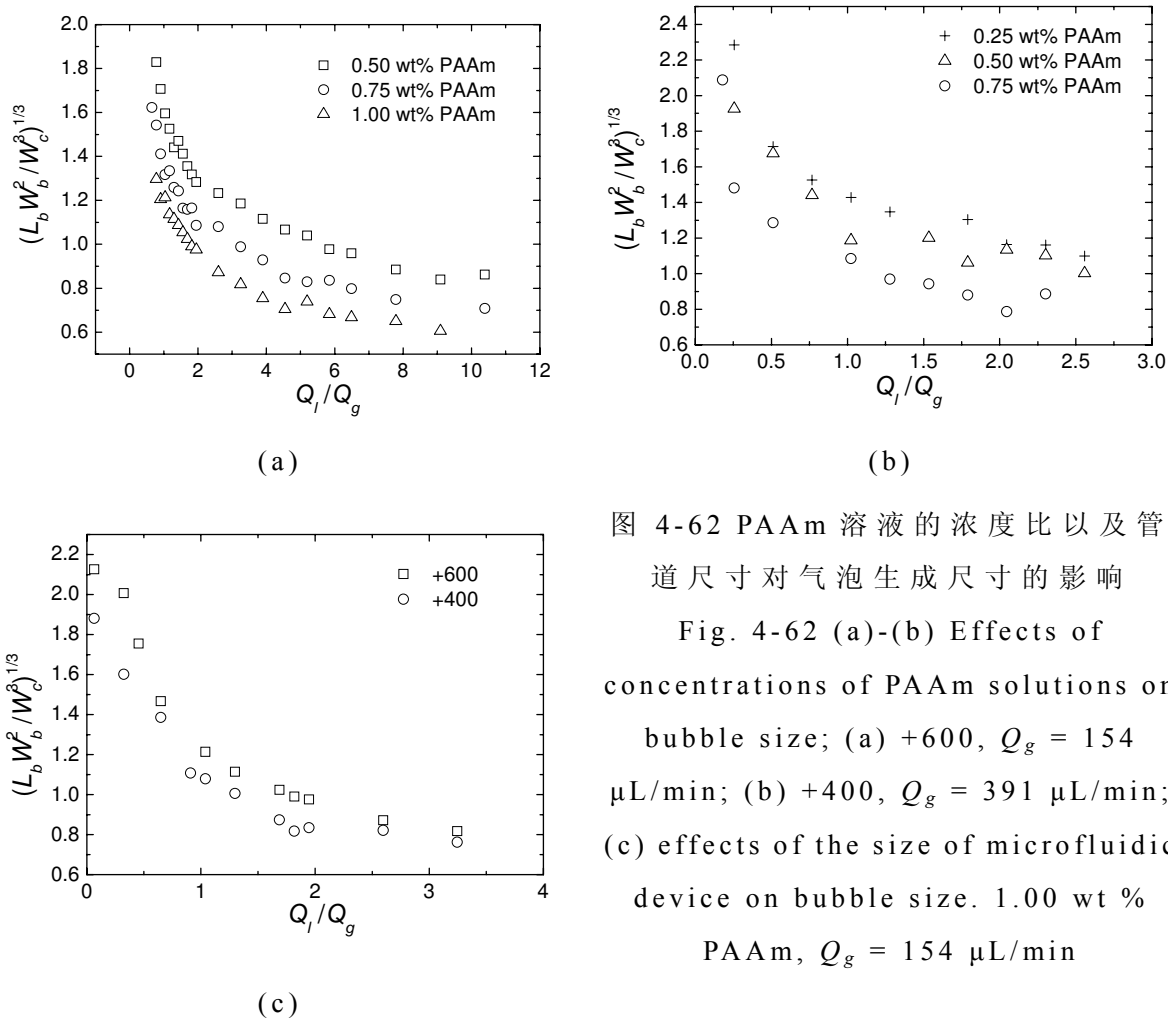 2.0
1.8
1.6
1.4
1.2
1.0
0.8
0.6
(L_b W_b^2/W_c^3)^{1/3}
0.50 wt% PAAm
0.75 wt% PAAm
1.00 wt% PAAm
0 2 4 6 8 10 12
Q_l/Q_g
(a)
2.4
2.2
2.0
1.8
1.6
1.4
1.2
1.0
0.8
0.6
(L_b W_b^2/W_c^3)^{1/3}
0.25 wt% PAAm
0.50 wt% PAAm
0.75 wt% PAAm
0.0 0.5 1.0 1.5 2.0 2.5 3.0
Q_l/Q_g
(b)
2.2
2.0
1.8
1.6
1.4
1.2
1.0
0.8
0.6
(L_b W_b^2/W_c^3)^{1/3}
+600
+400
0 1 2 3 4
Q_l/Q_g
(c)
图 4-62 PAAm 溶液的浓度比以及管
道尺寸对气泡生成尺寸的影响
Fig. 4-62 (a)-(b) Effects of
concentrations of PAAm solutions on
bubble size; (a) +600, Q_g = 154
μL/min; (b) +400, Q_g = 391 μL/min;
(c) effects of the size of microfluidic
device on bubble size. 1.00 wt %
PAAm, Q_g = 154 μL/min